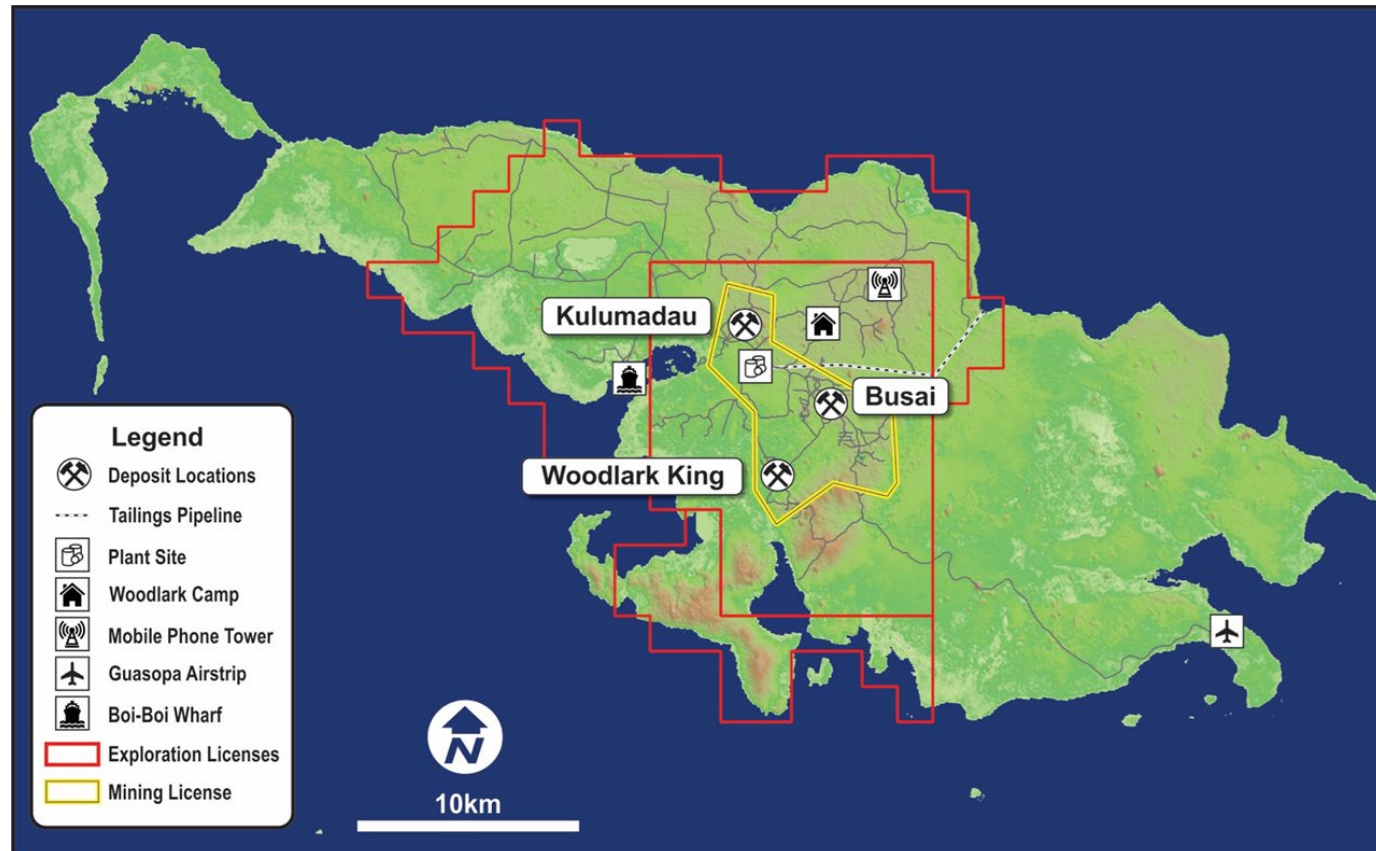 Kulumadau
Busai
Woodlark King
Legend
Deposit Locations
Tailings Pipeline
Plant Site
Woodlark Camp
Mobile Phone Tower
Guasopa Airstrip
Boi-Boi Wharf
Exploration Licenses
Mining License
N
10km